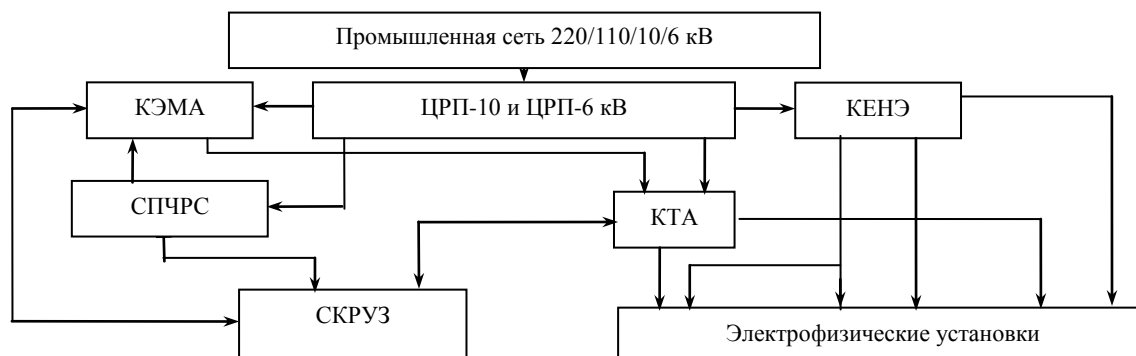 Промышленная сеть 220/110/10/6 кВ
КЭМА
ЦРП-10 и ЦРП-6 кВ
КЕНЭ
СПЧРС
КТА
СКРУЗ
Электрофизические установки